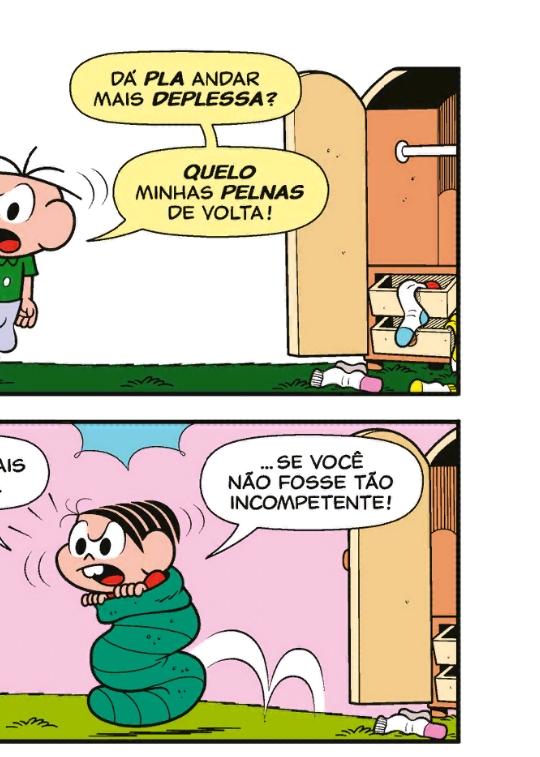 DÁ PLA ANDAR
MAIS DEPLESSA?
QUELO
MINHAS PELNAS
DE VOLTA!
...SE VOCÊ
NÃO FOSSE TÃO
INCOMPETENTE!